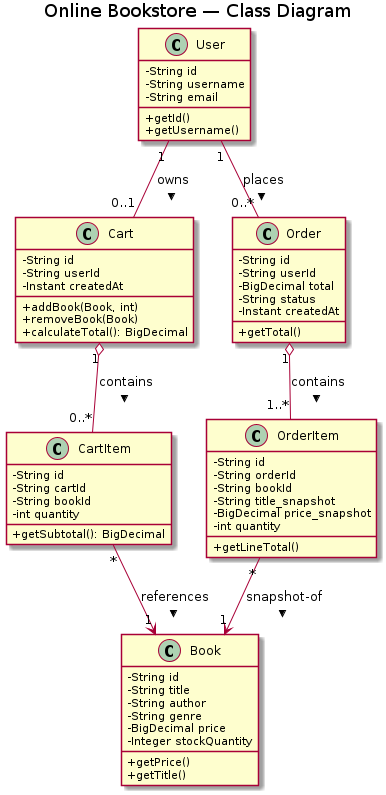 Online Bookstore — Class Diagram
C User
-String id
-String username
-String email
+getId()
+getUsername()
1 1
owns places
0..1 0..*
C Cart
-String id
-String userId
-Instant createdAt
+addBook(Book, int)
+removeBook(Book)
+calculateTotal(): BigDecimal
C Order
-String id
-String userId
-BigDecimal total
-String status
-Instant createdAt
+getTotal()
1 1
contains contains
0..* 1..*
C CartItem
-String id
-String cartId
-String bookId
-int quantity
+getSubtotal(): BigDecimal
C OrderItem
-String id
-String orderId
-String bookId
-String title_snapshot
-BigDecimal price_snapshot
-int quantity
+getLineTotal()
* *
references snapshot-of
1 1
C Book
-String id
-String title
-String author
-String genre
-BigDecimal price
-Integer stockQuantity
+getPrice()
+getTitle()